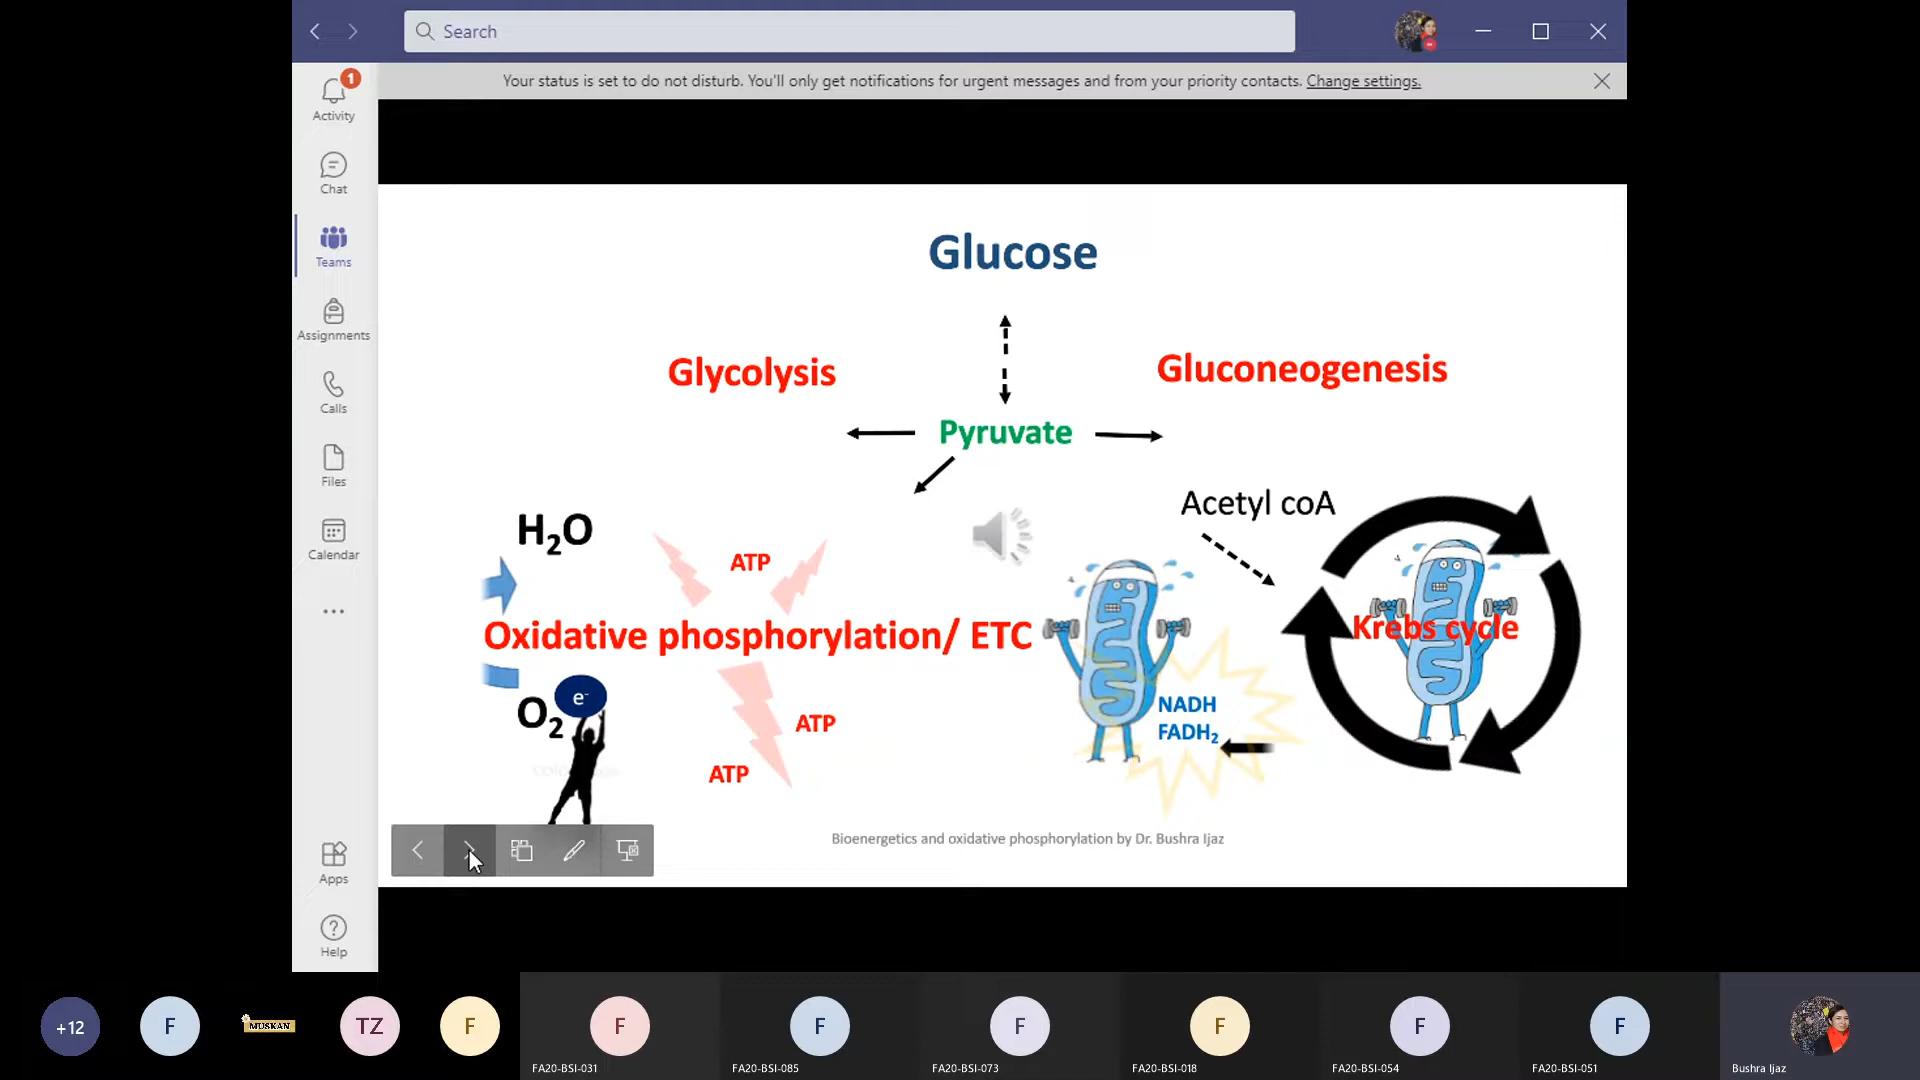 Search
Your status is set to do not disturb. You'll only get notifications for urgent messages and from your priority contacts. Change settings.
1
Activity
Chat
Teams
Assignments
Calls
Files
Calendar
Apps
Help
Glucose
Glycolysis
Gluconeogenesis
Pyruvate
Acetyl coA
H₂O
ATP
Oxidative phosphorylation/ ETC
Krebs cycle
O₂
e⁻
NADH
FADH₂
ATP
ATP
Bioenergetics and oxidative phosphorylation by Dr. Bushra Ijaz
+12
F
MUSKAN
TZ
F
F
F
F
F
F
F
FA20-BSI-031
FA20-BSI-085
FA20-BSI-073
FA20-BSI-018
FA20-BSI-054
FA20-BSI-051
Bushra Ijaz